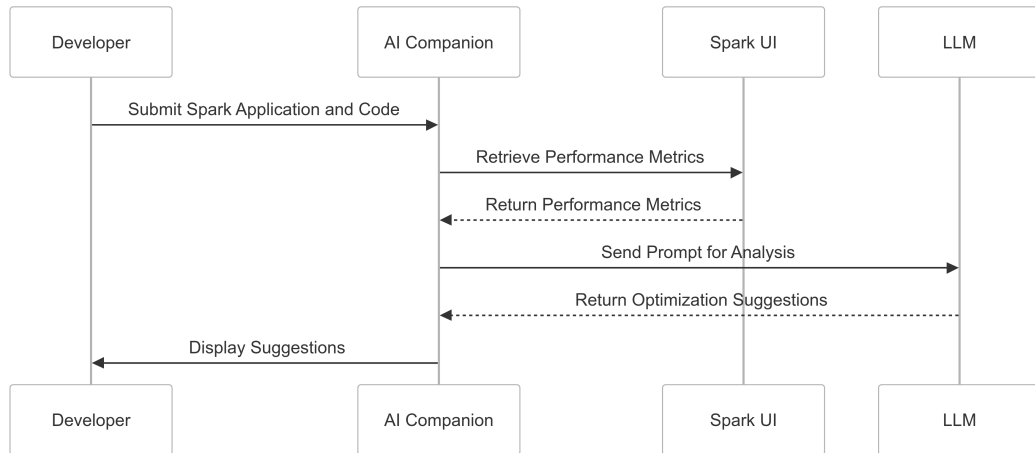 Developer
AI Companion
Spark UI
LLM
Submit Spark Application and Code
Retrieve Performance Metrics
Return Performance Metrics
Send Prompt for Analysis
Return Optimization Suggestions
Display Suggestions
Developer
AI Companion
Spark UI
LLM